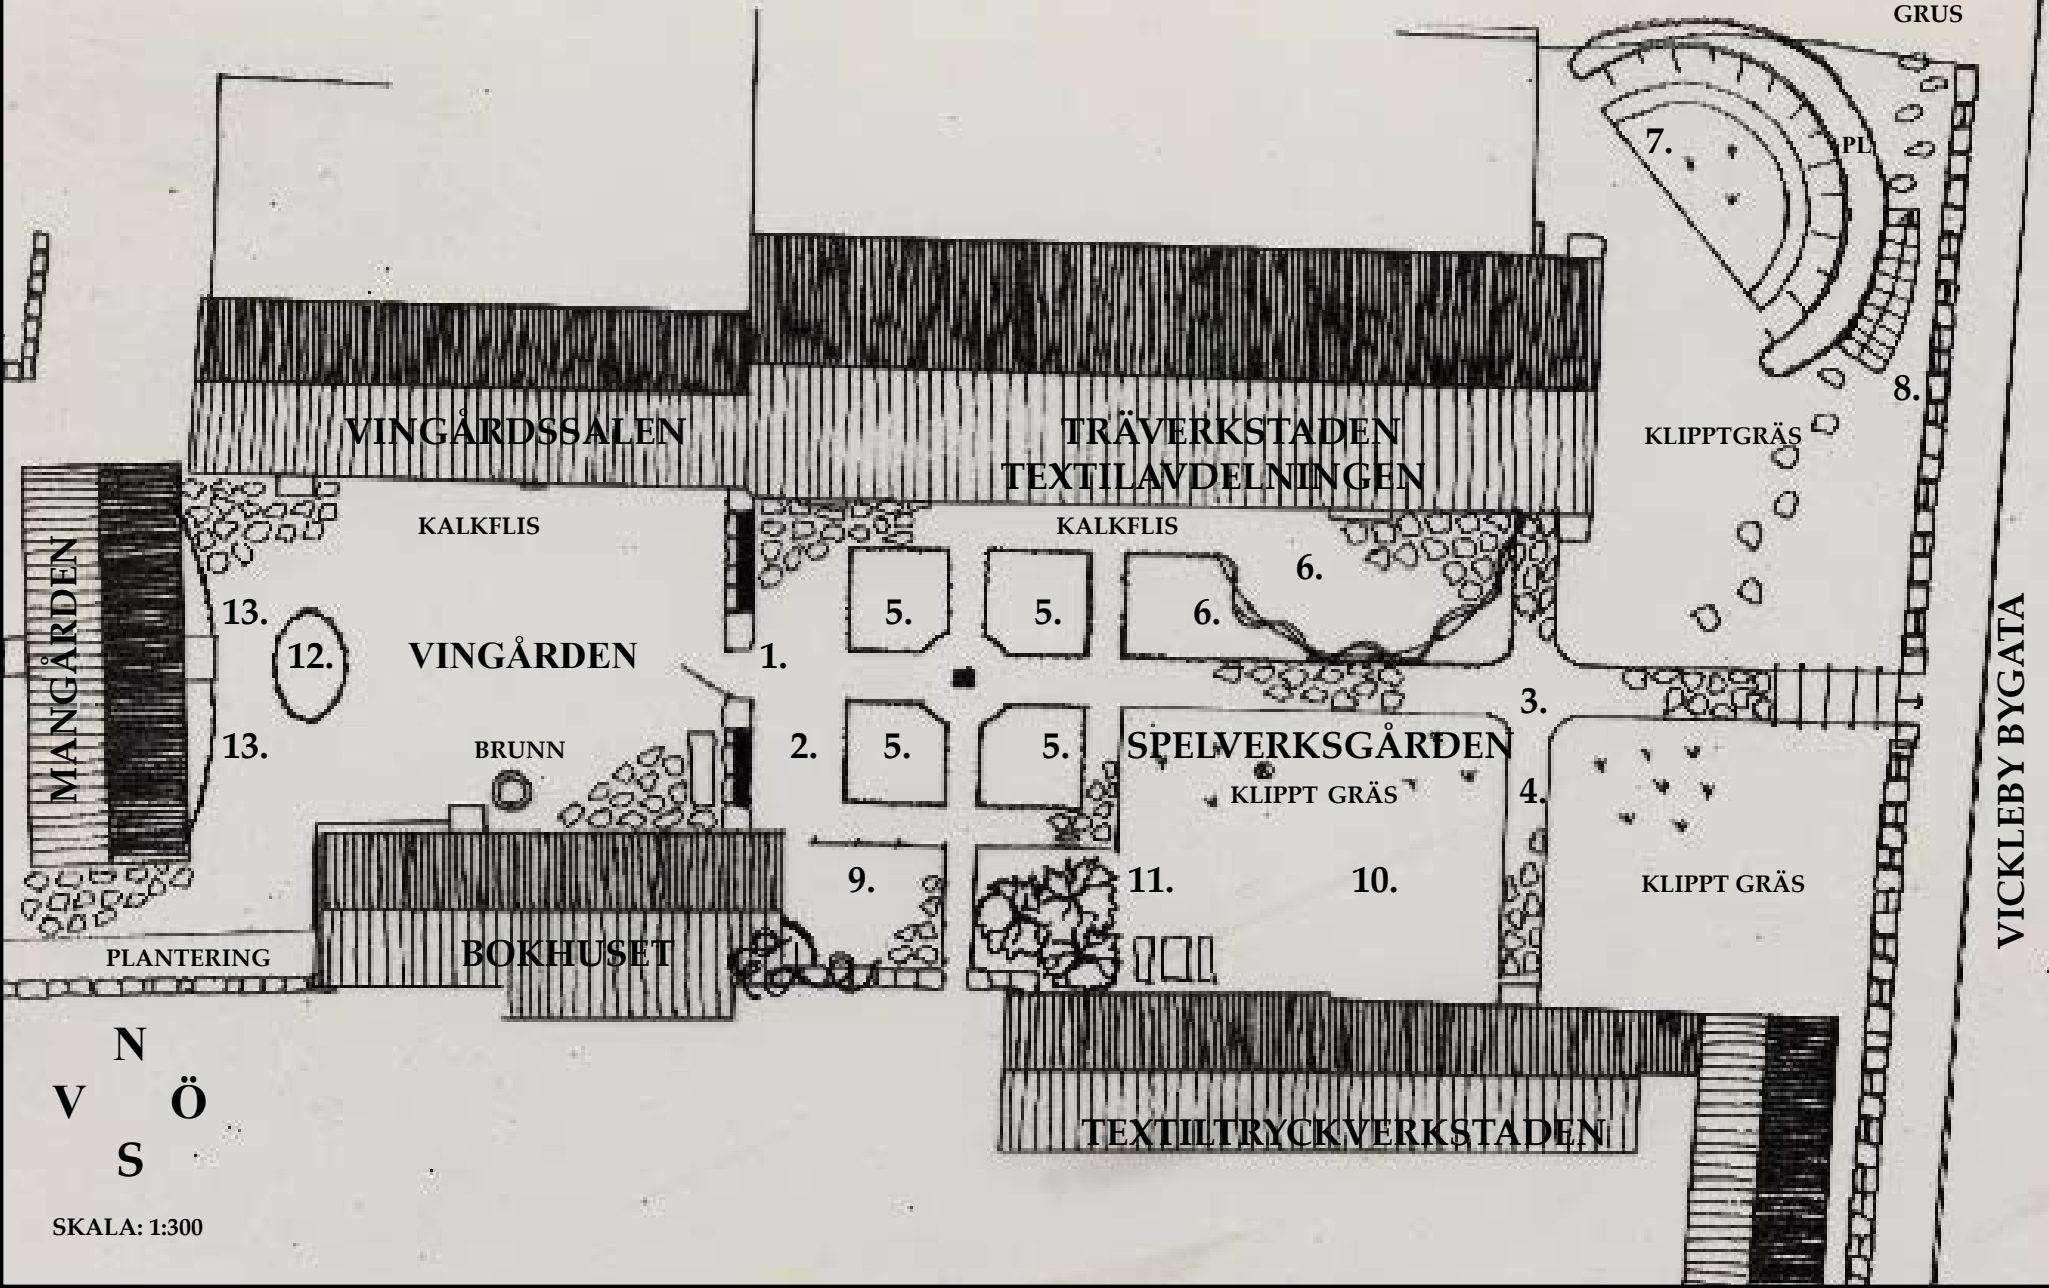 GRUS
7.
PL
8.
VINGÅRDSSALEN
TRÄVERKSTADEN
TEXTILAVDELNINGEN
KLIPPTGRÄS
KALKFLIS
KALKFLIS
6.
13.
5.
5.
6.
MANGÅRDEN
12.
VINGÅRDEN
1.
3.
VICKLEBY BYGATA
13.
BRUNN
2.
5.
5.
SPELVERKSGÅRDEN
KLIPPT GRÄS
4.
9.
11.
10.
KLIPPT GRÄS
PLANTERING
BOKHUSET
N
V Ö
S
TEXTILTRYCKVERKSTADEN
SKALA: 1:300